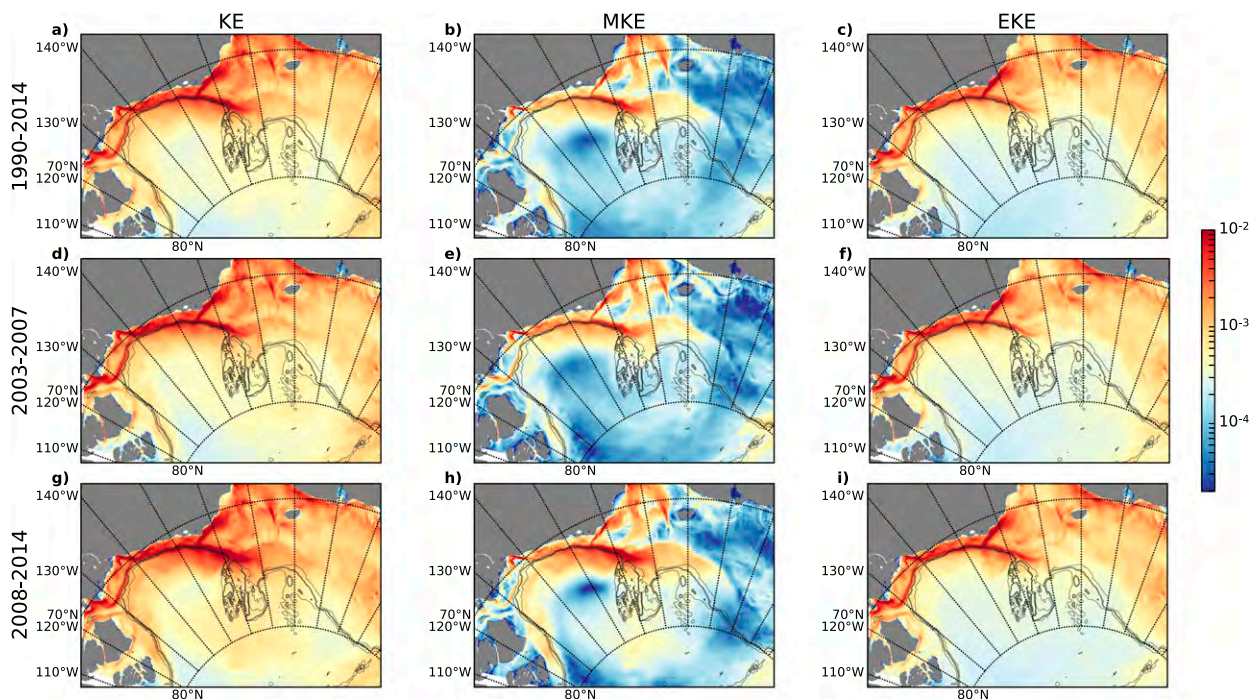 KE MKE EKE
a) b) c)
140°W 140°W 140°W
1990-2014
130°W 130°W 130°W
70°N 70°N 70°N
120°W 120°W 120°W
110°W 110°W 110°W
80°N 80°N 80°N
10-2
d) e) f)
140°W 140°W 140°W
2003-2007
10-3
130°W 130°W 130°W
70°N 70°N 70°N
120°W 120°W 120°W
10-4
110°W 110°W 110°W
80°N 80°N 80°N
g) h) i)
140°W 140°W 140°W
2008-2014
130°W 130°W 130°W
70°N 70°N 70°N
120°W 120°W 120°W
110°W 110°W 110°W
80°N 80°N 80°N